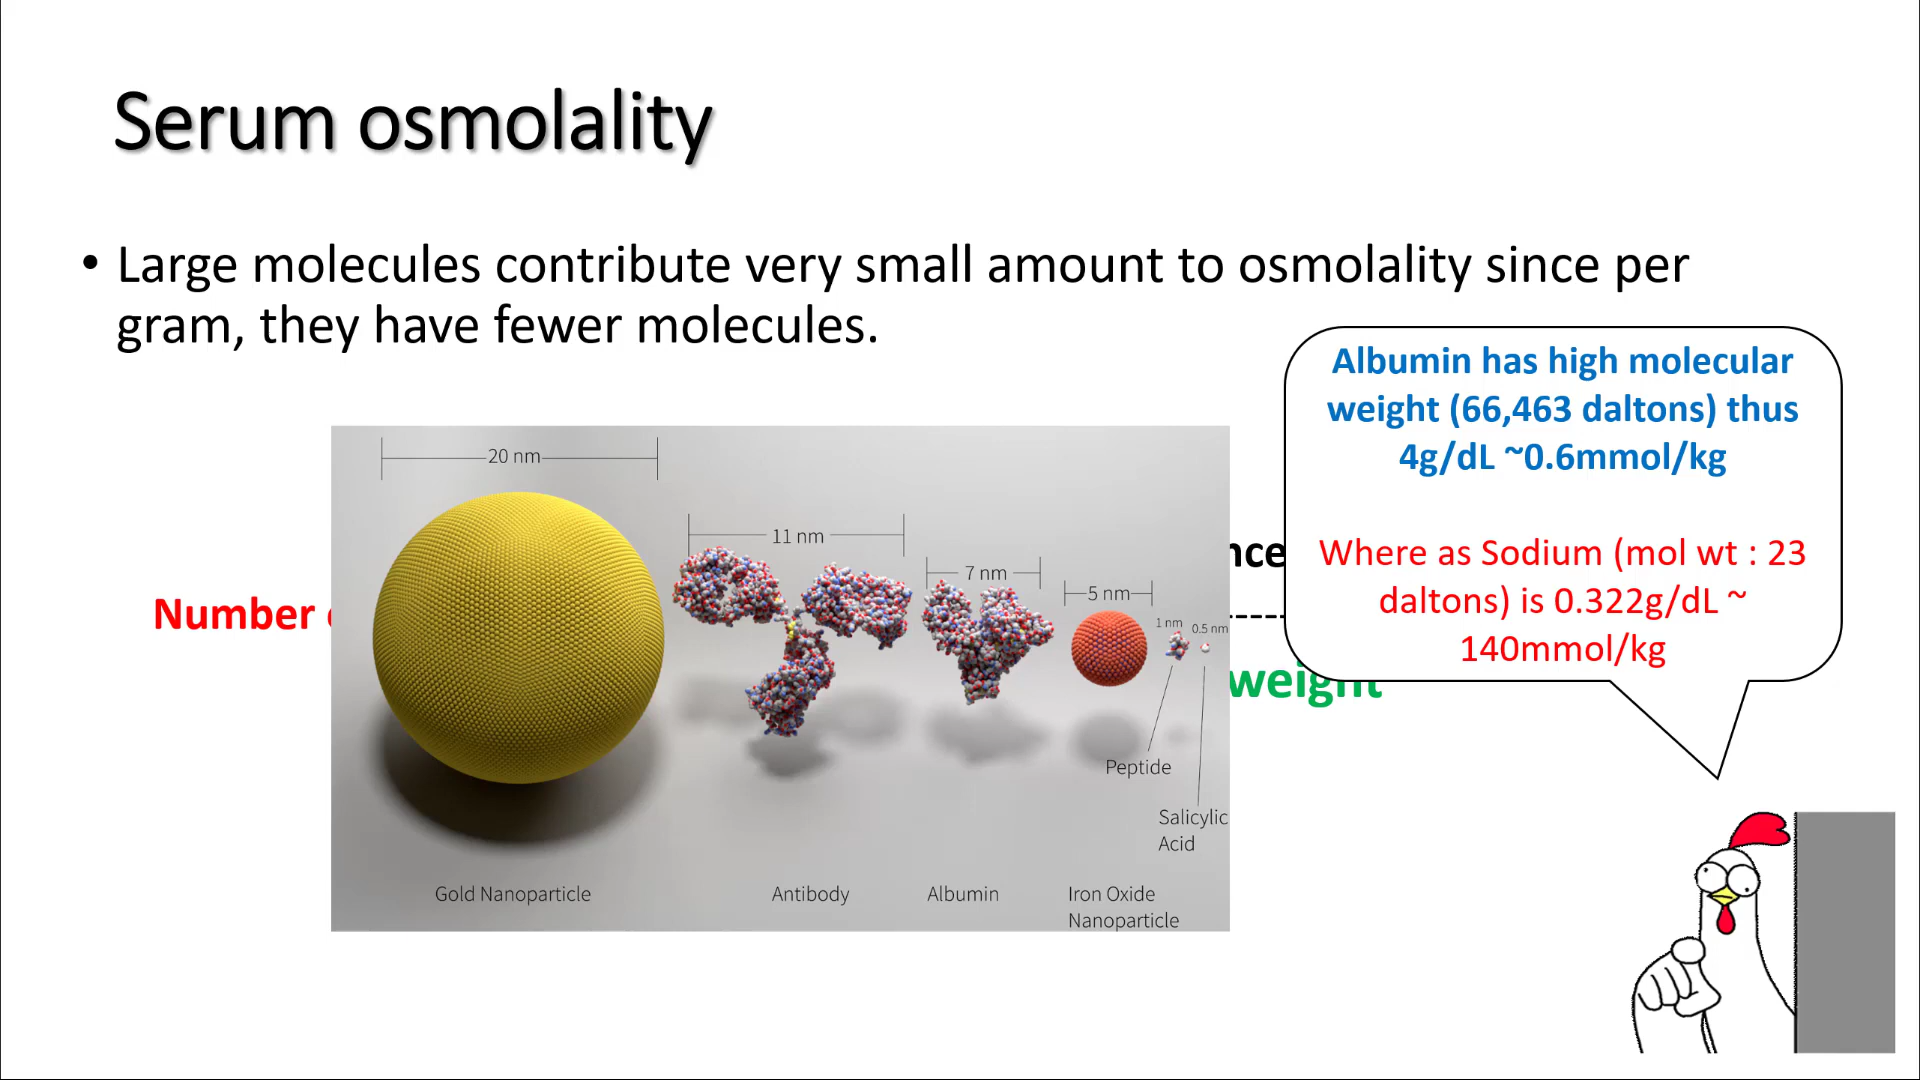 Serum osmolality
• Large molecules contribute very small amount to osmolality since per
gram, they have fewer molecules.
Albumin has high molecular
weight (66,463 daltons) thus
4g/dL ~0.6mmol/kg
Where as Sodium (mol wt : 23
daltons) is 0.322g/dL ~
140mmol/kg
Number
weight
20 nm
11 nm
7 nm
5 nm
1 nm
0.5 nm
Peptide
Salicylic
Acid
Gold Nanoparticle
Antibody
Albumin
Iron Oxide
Nanoparticle